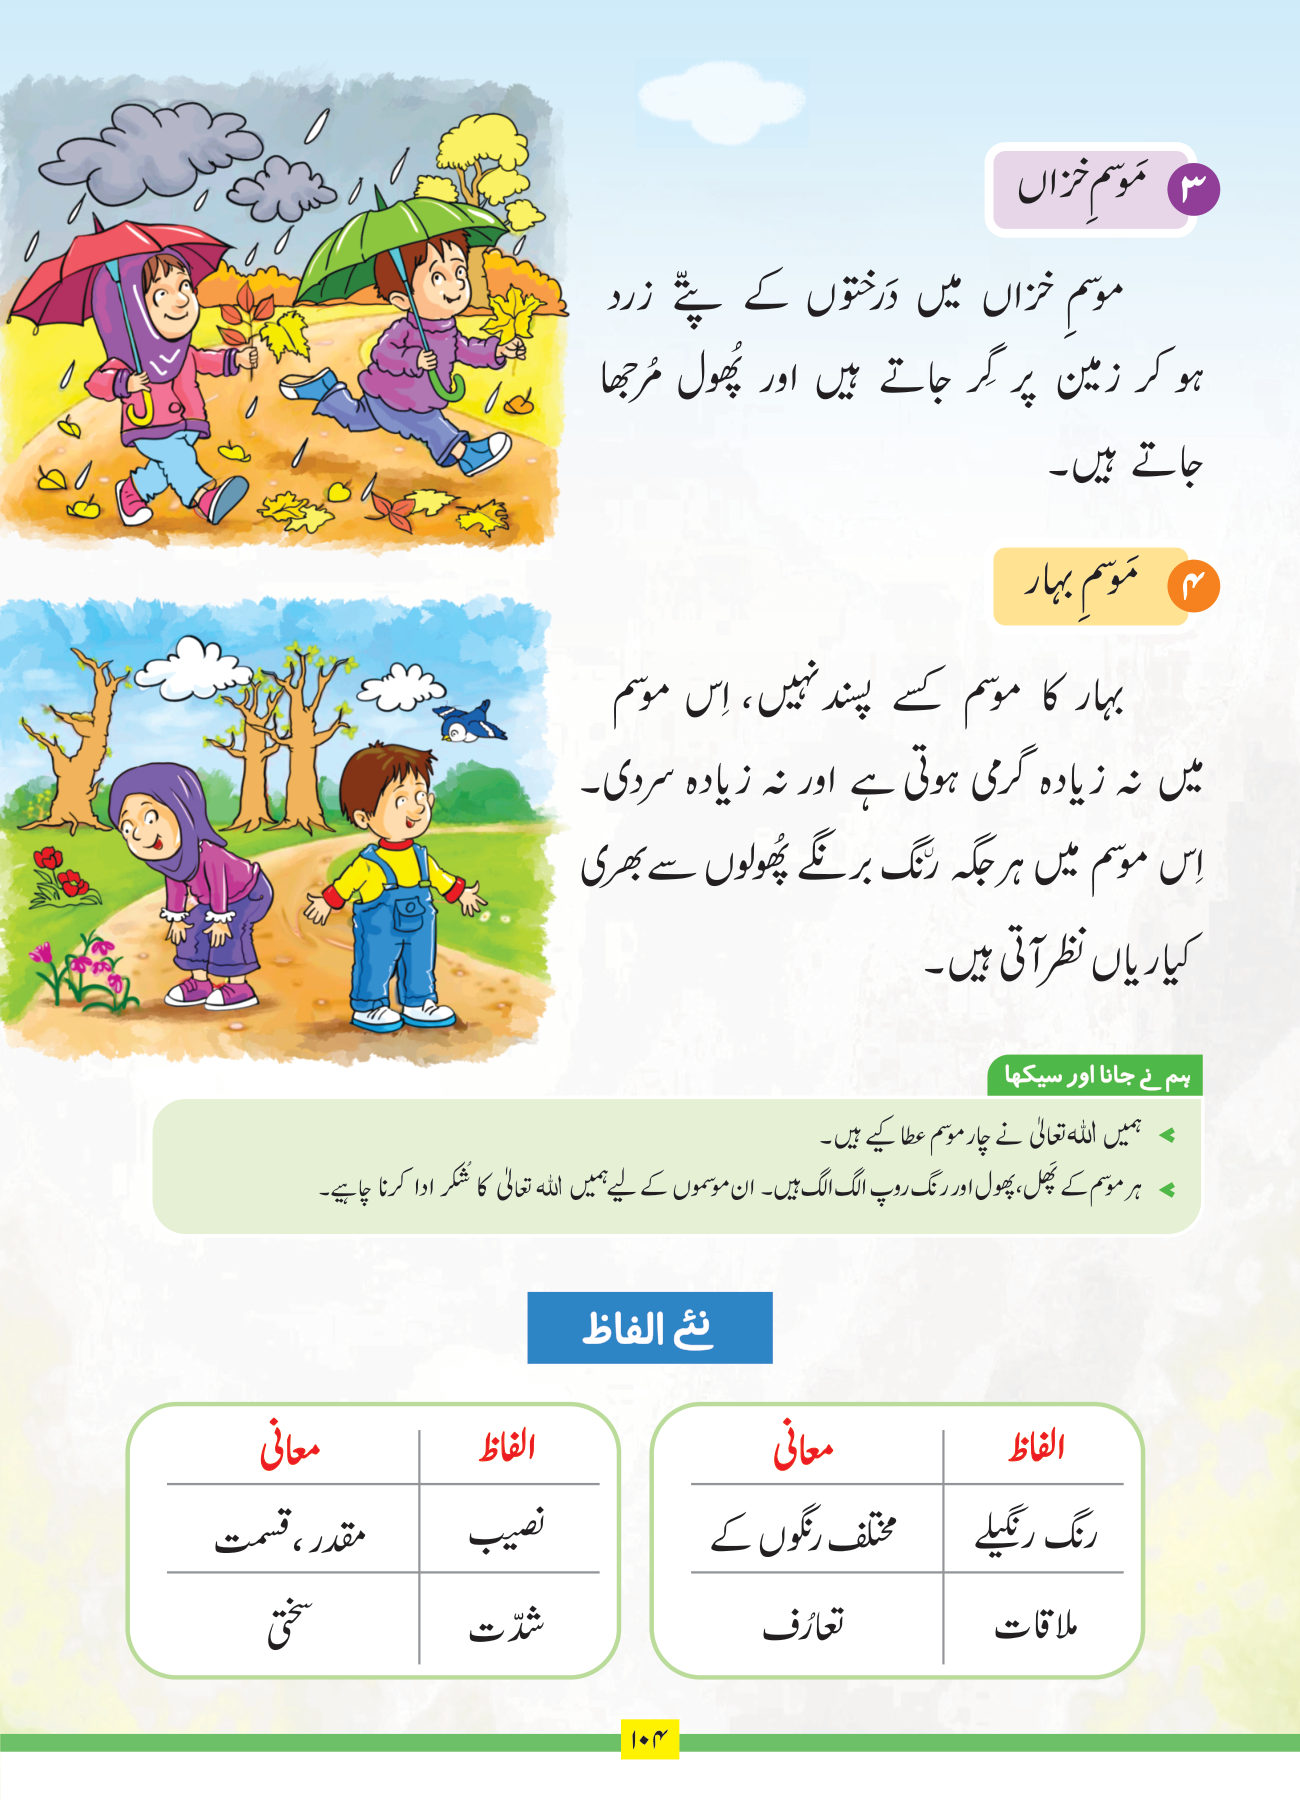 ۳ مَوسمِ خزاں
موسمِ خزاں میں دَرختوں کے پتّے زرد
ہو کر زمین پر گِر جاتے ہیں اور پُھول مُرجھا
جاتے ہیں۔
۴ مَوسمِ بہار
بہار کا موسم کسے پسند نہیں، اِس موسم
میں نہ زیادہ گرمی ہوتی ہے اور نہ زیادہ سردی۔
اِس موسم میں ہر جگہ رنگ برنگے پُھولوں سے بھری
کیاریاں نظر آتی ہیں۔
ہم نے جانا اور سیکھا
ہمیں اللہ تعالیٰ نے چار موسم عطا کیے ہیں۔
ہر موسم کے پَھل، پھول اور رنگ روپ الگ الگ ہیں۔ ان موسموں کے لیے ہمیں اللہ تعالیٰ کا شُکر ادا کرنا چاہیے۔
نئے الفاظ
الفاظ معانی
رنگ رنگیلے مختلف رنگوں کے
ملاقات تعارُف
الفاظ معانی
نصیب مقدر، قسمت
شدّت سختی
۱۰۴